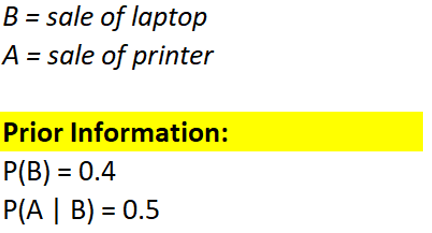 B = sale of laptop
A = sale of printer
Prior Information:
P(B) = 0.4
P(A | B) = 0.5